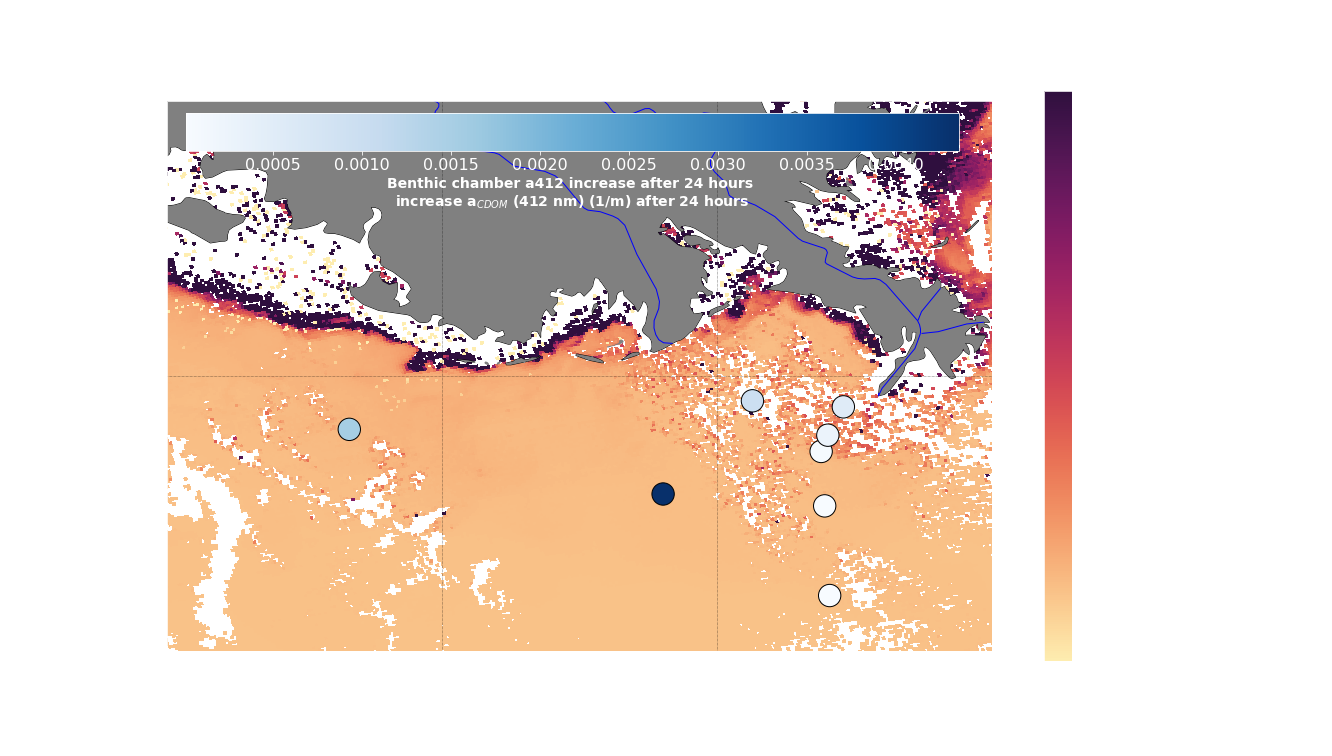 0.0005 0.0010 0.0015 0.0020 0.0025 0.0030 0.0035
Benthic chamber a412 increase after 24 hours
increase aCDOM (412 nm) (1/m) after 24 hours